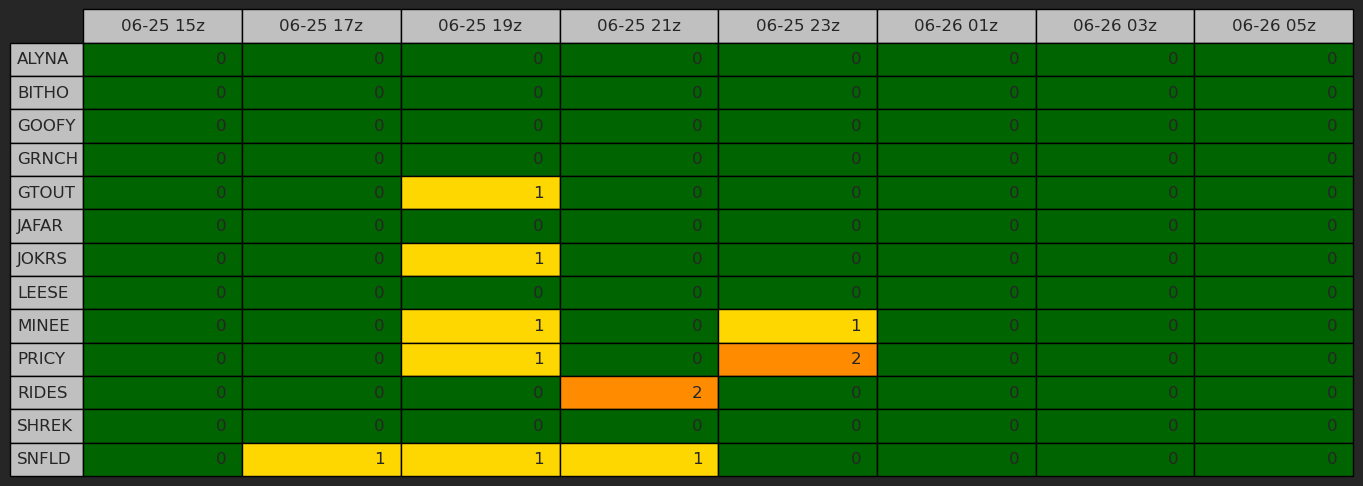 06-25 15z 06-25 17z 06-25 19z 06-25 21z 06-25 23z 06-26 01z 06-26 03z 06-26 05z
ALYNA 0 0 0 0 0 0 0 0
BITHO 0 0 0 0 0 0 0 0
GOOFY 0 0 0 0 0 0 0 0
GRNCH 0 0 0 0 0 0 0 0
GTOUT 0 0 1 0 0 0 0 0
JAFAR 0 0 0 0 0 0 0 0
JOKRS 0 0 1 0 0 0 0 0
LEESE 0 0 0 0 0 0 0 0
MINEE 0 0 1 0 1 0 0 0
PRICY 0 0 1 0 2 0 0 0
RIDES 0 0 0 2 0 0 0 0
SHREK 0 0 0 0 0 0 0 0
SNFLD 0 1 1 1 0 0 0 0